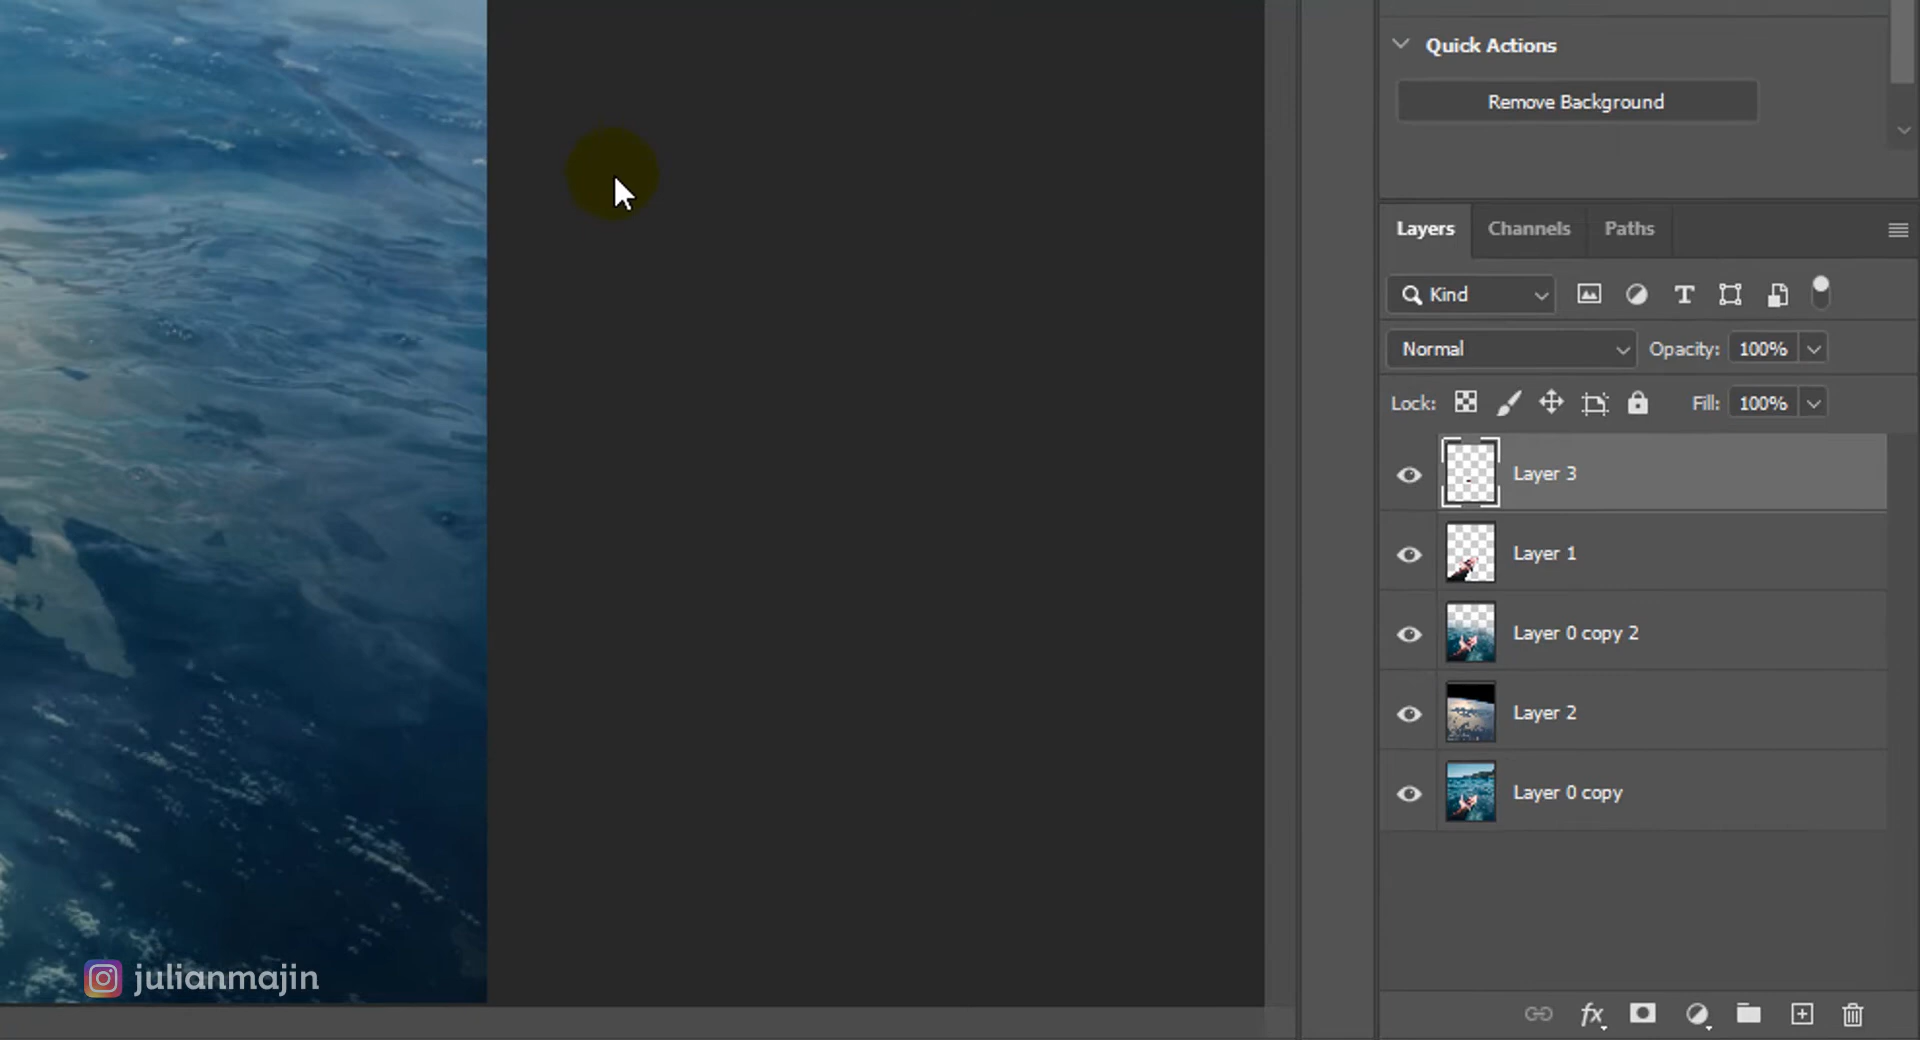 Quick Actions
Remove Background
Layers Channels Paths
Kind
Normal Opacity: 100%
Lock: Fill: 100%
Layer 3
Layer 1
Layer 0 copy 2
Layer 2
Layer 0 copy
julianmajin
fx